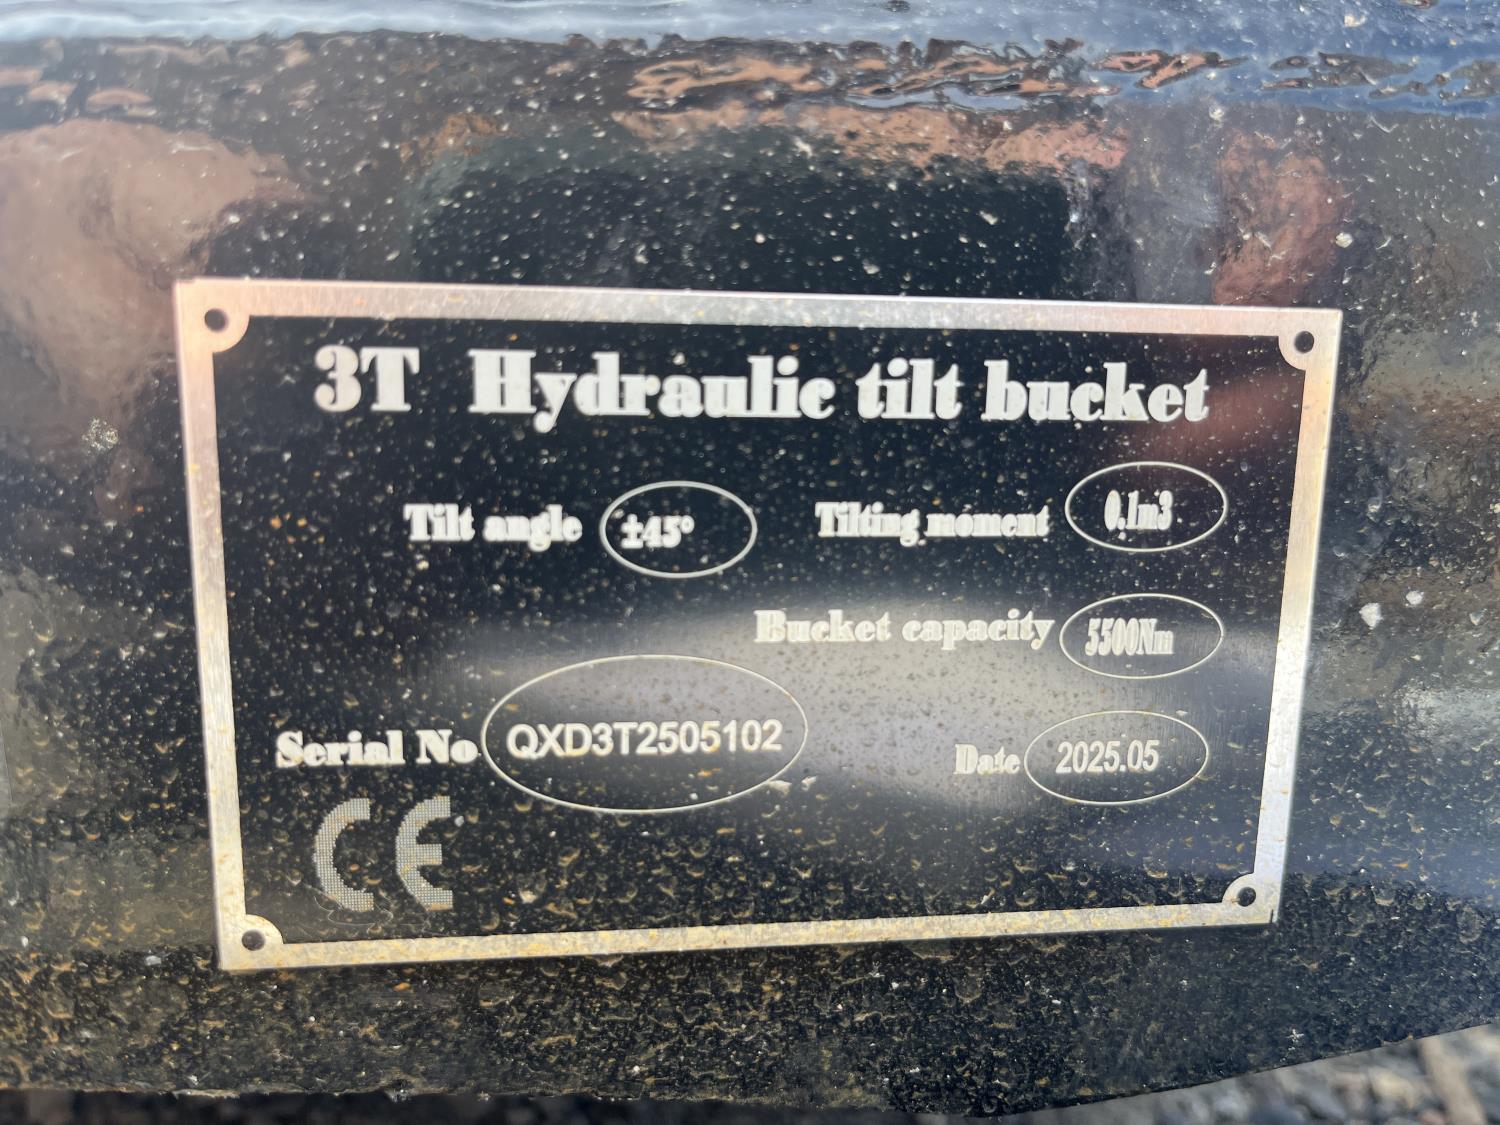 3T Hydraulic tilt bucket
Tilt angle ±45° Tilting moment 0.1m3
Bucket capacity 5500Nm
Serial No QXD3T2505102 Date 2025.05
CE